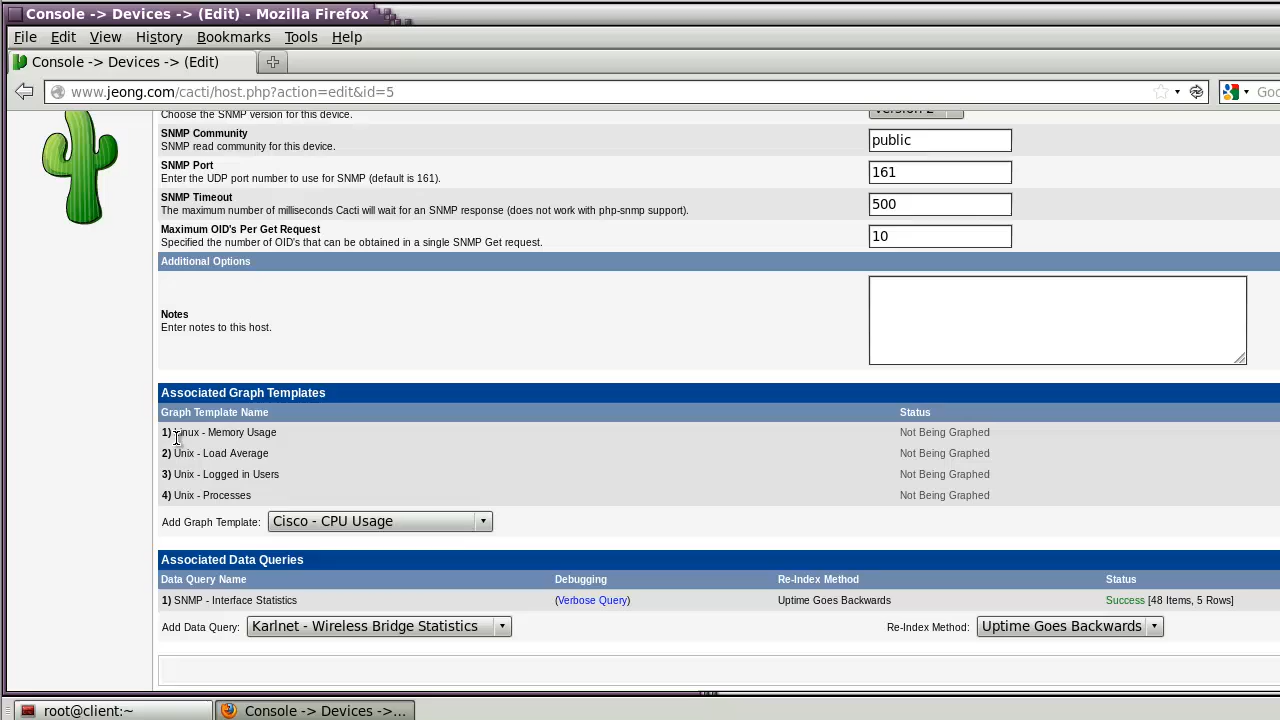 Console -> Devices -> (Edit) - Mozilla Firefox
File Edit View History Bookmarks Tools Help
Console -> Devices -> (Edit)
www.jeong.com/cacti/host.php?action=edit&id=5
Choose the SNMP version for this device.
Version 2
SNMP Community
SNMP read community for this device.
public
SNMP Port
Enter the UDP port number to use for SNMP (default is 161).
161
SNMP Timeout
The maximum number of milliseconds Cacti will wait for an SNMP response (does not work with php-snmp support).
500
Maximum OID's Per Get Request
Specified the number of OID's that can be obtained in a single SNMP Get request.
10
Additional Options
Notes
Enter notes to this host.
Associated Graph Templates
Graph Template Name Status
1) Linux - Memory Usage Not Being Graphed
2) Unix - Load Average Not Being Graphed
3) Unix - Logged in Users Not Being Graphed
4) Unix - Processes Not Being Graphed
Add Graph Template: Cisco - CPU Usage
Associated Data Queries
Data Query Name Debugging Re-Index Method Status
1) SNMP - Interface Statistics (Verbose Query) Uptime Goes Backwards Success [48 Items, 5 Rows]
Add Data Query: Karlnet - Wireless Bridge Statistics Re-Index Method: Uptime Goes Backwards
root@client:~ Console -> Devices ->...